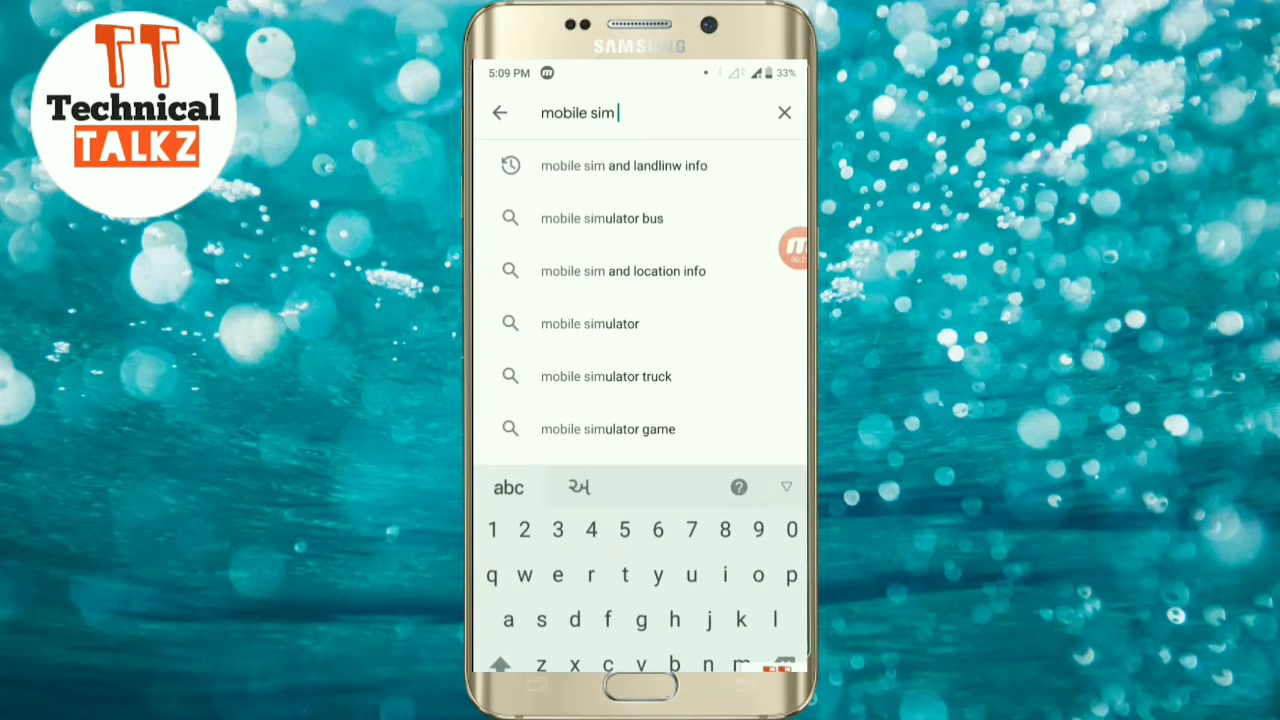 TT
Technical
TALKZ
SAMSUNG
5:09 PM
33%
mobile sim
mobile sim and landlinw info
mobile simulator bus
mobile sim and location info
mobile simulator
mobile simulator truck
mobile simulator game
abc અ
1 2 3 4 5 6 7 8 9 0
q w e r t y u i o p
a s d f g h j k l
z x c v b n m